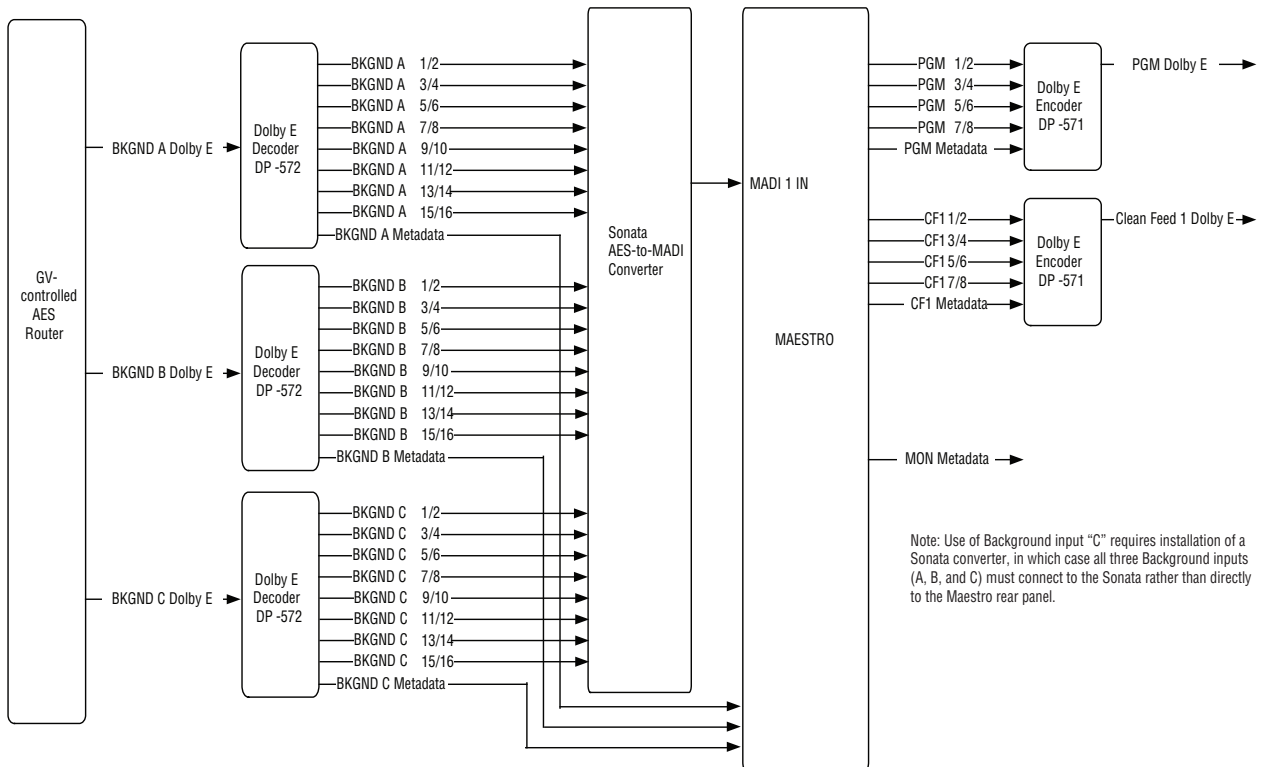 GV-
controlled
AES
Router
BKGND A Dolby E
BKGND B Dolby E
BKGND C Dolby E
Dolby E
Decoder
DP -572
BKGND A 1/2
BKGND A 3/4
BKGND A 5/6
BKGND A 7/8
BKGND A 9/10
BKGND A 11/12
BKGND A 13/14
BKGND A 15/16
BKGND A Metadata
Dolby E
Decoder
DP -572
BKGND B 1/2
BKGND B 3/4
BKGND B 5/6
BKGND B 7/8
BKGND B 9/10
BKGND B 11/12
BKGND B 13/14
BKGND B 15/16
BKGND B Metadata
Dolby E
Decoder
DP -572
BKGND C 1/2
BKGND C 3/4
BKGND C 5/6
BKGND C 7/8
BKGND C 9/10
BKGND C 11/12
BKGND C 13/14
BKGND C 15/16
BKGND C Metadata
Sonata
AES-to-MADI
Converter
MADI 1 IN
MAESTRO
PGM 1/2
PGM 3/4
PGM 5/6
PGM 7/8
PGM Metadata
Dolby E
Encoder
DP -571
PGM Dolby E
CF1 1/2
CF1 3/4
CF1 5/6
CF1 7/8
CF1 Metadata
Dolby E
Encoder
DP -571
Clean Feed 1 Dolby E
MON Metadata
Note: Use of Background input “C” requires installation of a
Sonata converter, in which case all three Background inputs
(A, B, and C) must connect to the Sonata rather than directly
to the Maestro rear panel.